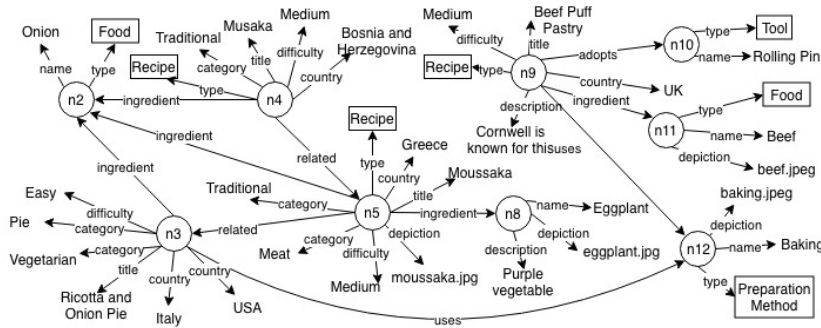 Onion
Food
name
type
n2
Traditional
Musaka
Medium
Bosnia and
Herzegovina
Recipe
category
title
difficulty
country
type
ingredient
n4
ingredient
ingredient
related
Recipe
type
Greece
country
title
Moussaka
Traditional
category
n5
ingredient
related
Meat
category
difficulty
Medium
depiction
moussaka.jpg
n8
name
Eggplant
depiction
eggplant.jpg
description
Purple
vegetable
Easy
difficulty
Pie
category
n3
Vegetarian
category
title
Ricotta and
Onion Pie
country
Italy
country
USA
uses
Medium
difficulty
Beef Puff
Pastry
title
Recipe
type
n9
adopts
n10
type
Tool
name
Rolling Pin
country
UK
ingredient
description
Cornwell is
known for thisuses
n11
type
Food
name
Beef
depiction
beef.jpeg
baking.jpeg
depiction
n12
name
Baking
type
Preparation
Method